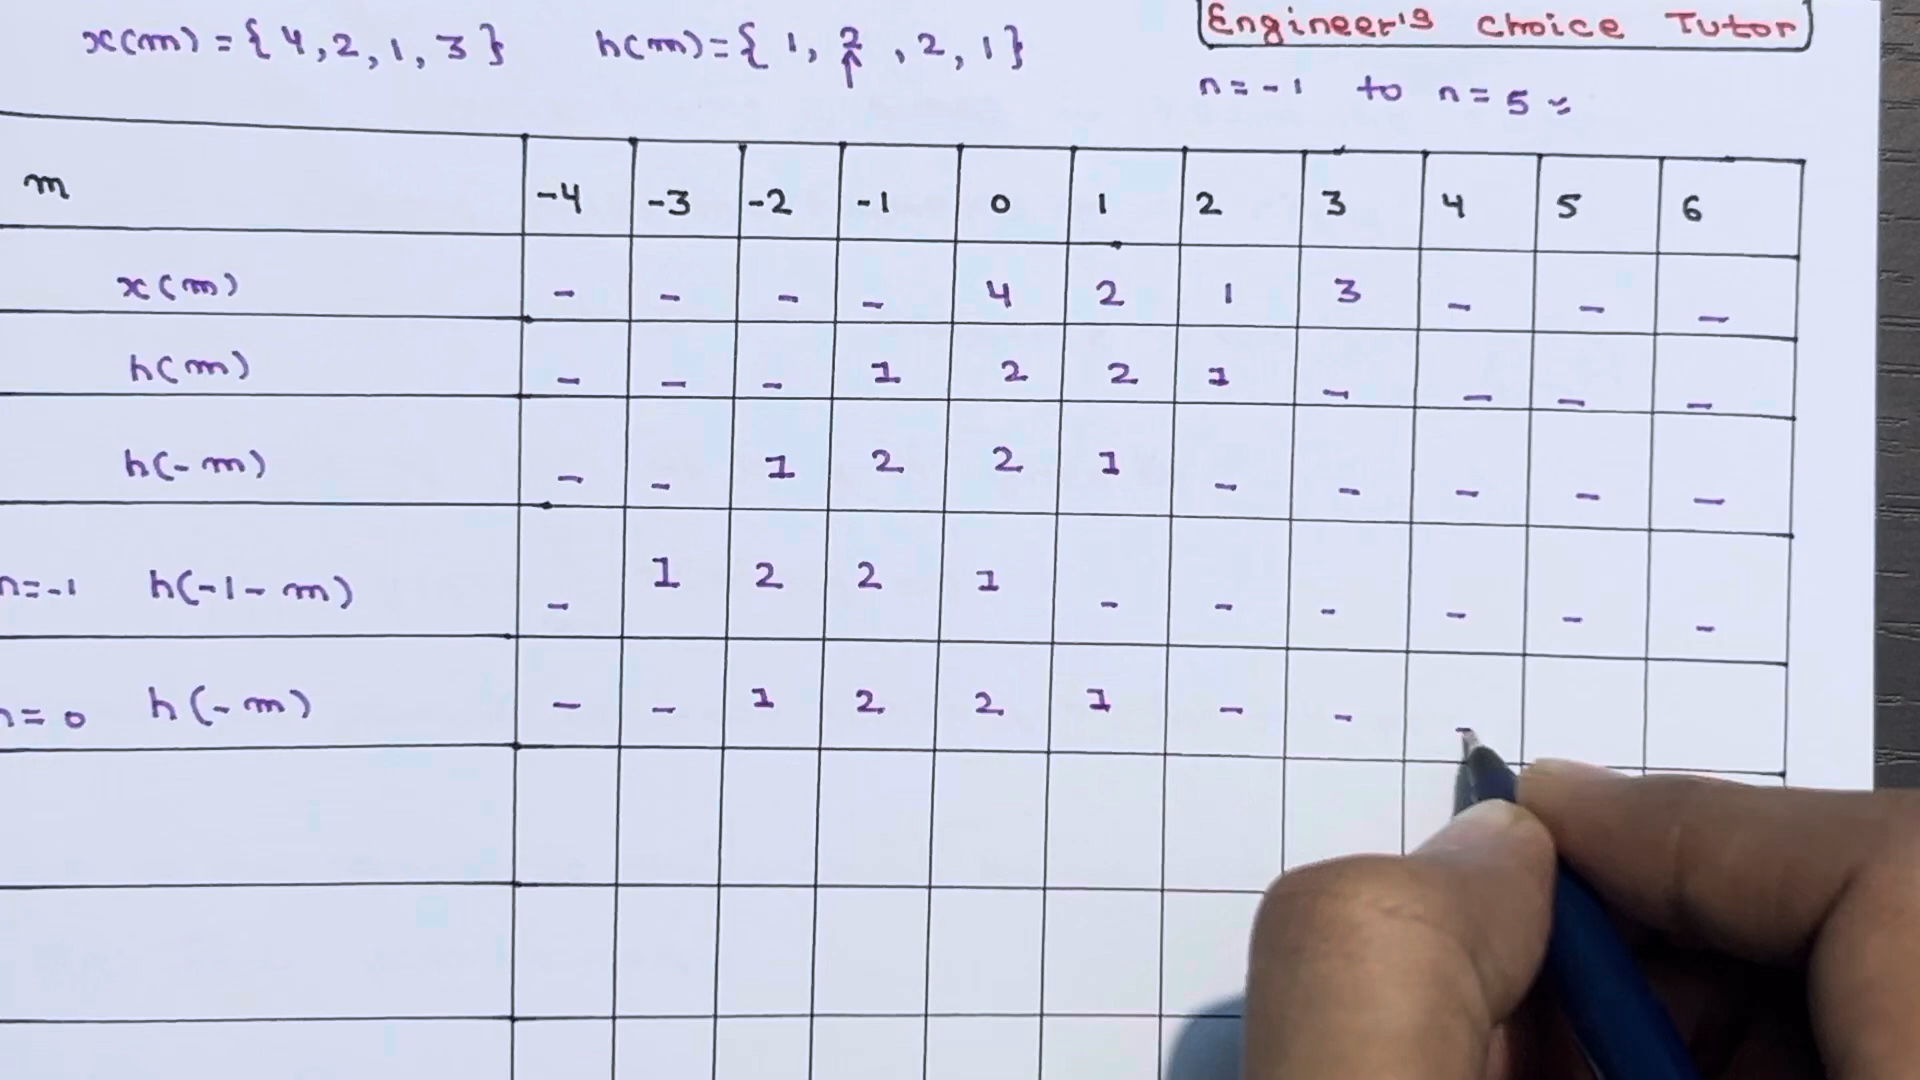 Engineer's Choice Tutor
x(m) = { 4, 2, 1, 3 } h(m) = { 1, 2, 2, 1 }
↑
n = -1 to n = 5
m -4 -3 -2 -1 0 1 2 3 4 5 6
x(m) - - - - 4 2 1 3 - - -
h(m) - - - 1 2 2 1 - - - -
h(-m) - - 1 2 2 1 - - - - -
n=-1 h(-1-m) - 1 2 2 1 - - - - - -
n=0 h(-m) - - 1 2 2 1 - - -